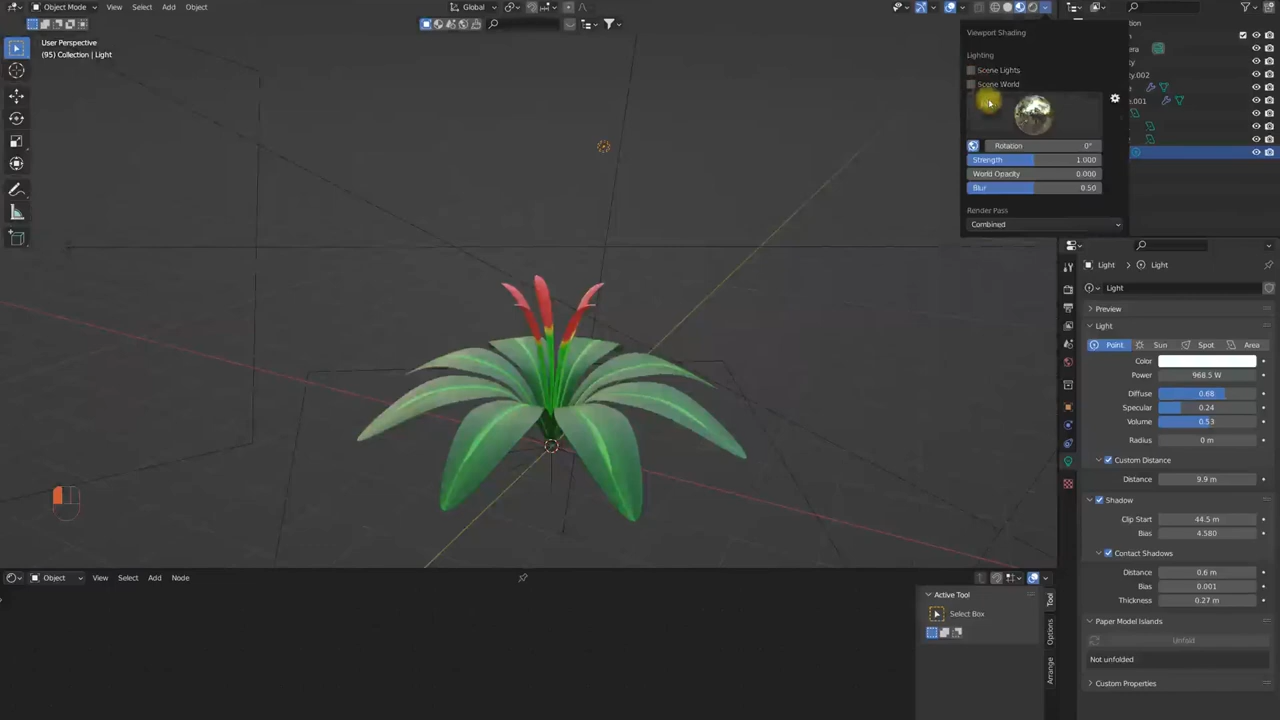 Object Mode View Select Add Object Global
User Perspective
(95) Collection | Light
Viewport Shading
Lighting
Scene Lights
Scene World
Rotation 0°
Strength 1.000
World Opacity 0.000
Blur 0.50
Render Pass
Combined
Light > Light
Light
Preview
Light
Point Sun Spot Area
Color
Power 968.5 W
Diffuse 0.68
Specular 0.24
Volume 0.53
Radius 0 m
Custom Distance
Distance 9.9 m
Shadow
Clip Start 44.5 m
Bias 4.580
Contact Shadows
Distance 0.6 m
Bias 0.001
Thickness 0.27 m
Paper Model Islands
Unfold
Not unfolded
Custom Properties
Object View Select Add Node
Active Tool
Select Box
Tool
Options
Arrange